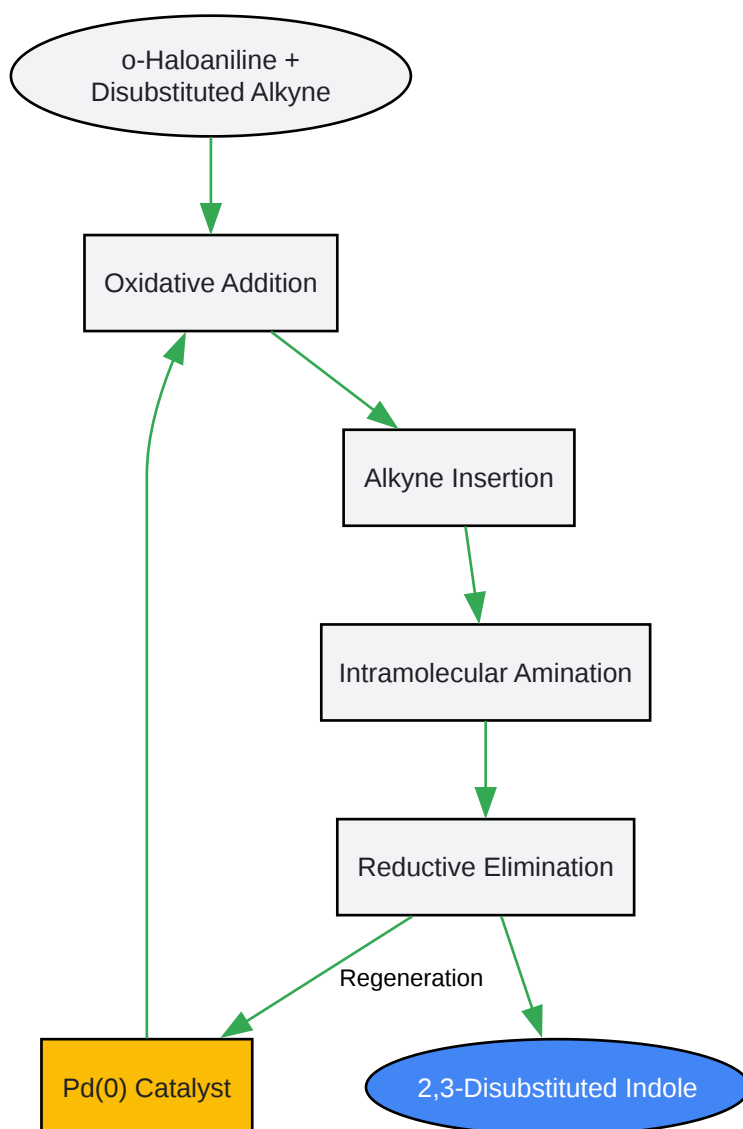 o-Haloaniline +
Disubstituted Alkyne
Oxidative Addition
Alkyne Insertion
Intramolecular Amination
Reductive Elimination
Regeneration
Pd(0) Catalyst
2,3-Disubstituted Indole